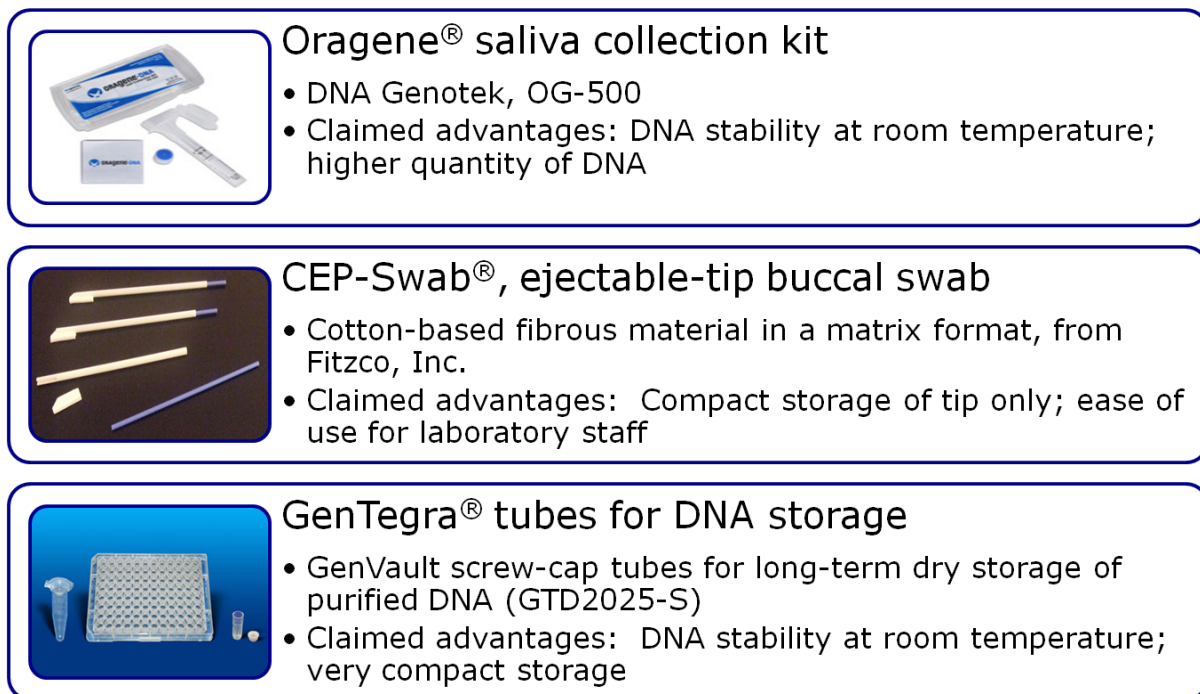 Oragene® saliva collection kit
• DNA Genotek, OG-500
• Claimed advantages: DNA stability at room temperature;
higher quantity of DNA
ORAGENE·DNA
ORAGENE·DNA
CEP-Swab®, ejectable-tip buccal swab
• Cotton-based fibrous material in a matrix format, from
Fitzco, Inc.
• Claimed advantages: Compact storage of tip only; ease of
use for laboratory staff
GenTegra® tubes for DNA storage
• GenVault screw-cap tubes for long-term dry storage of
purified DNA (GTD2025-S)
• Claimed advantages: DNA stability at room temperature;
very compact storage